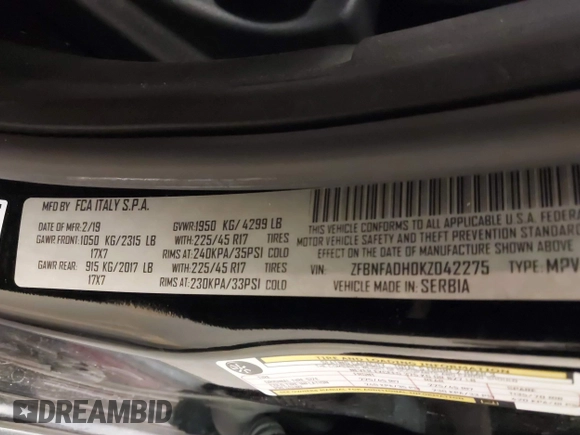 MFD BY FCA ITALY S.P.A.
DATE OF MFR: 2/19 GVWR: 1950 KG/4299 LB
GAWR FRONT: 1050 KG/2315 LB WITH: 225/45 R17 TIRES
17X7 RIMS AT: 240KPA/35PSI COLD
GAWR REAR: 915 KG/2017 LB WITH: 225/45 R17 TIRES
17X7 RIMS AT: 230KPA/33PSI COLD
THIS VEHICLE CONFORMS TO ALL APPLICABLE U.S.A. FEDERA
MOTOR VEHICLE SAFETY
EFFECT ON THE DATE OF MANUFACTURE SHOWN ABOVE.
VIN: ZFBNFADH0KZ042275 TYPE: MPV
VEHICLE MADE IN: SERBIA
TIRE AND LOADING INFORMATION
DREAMBID